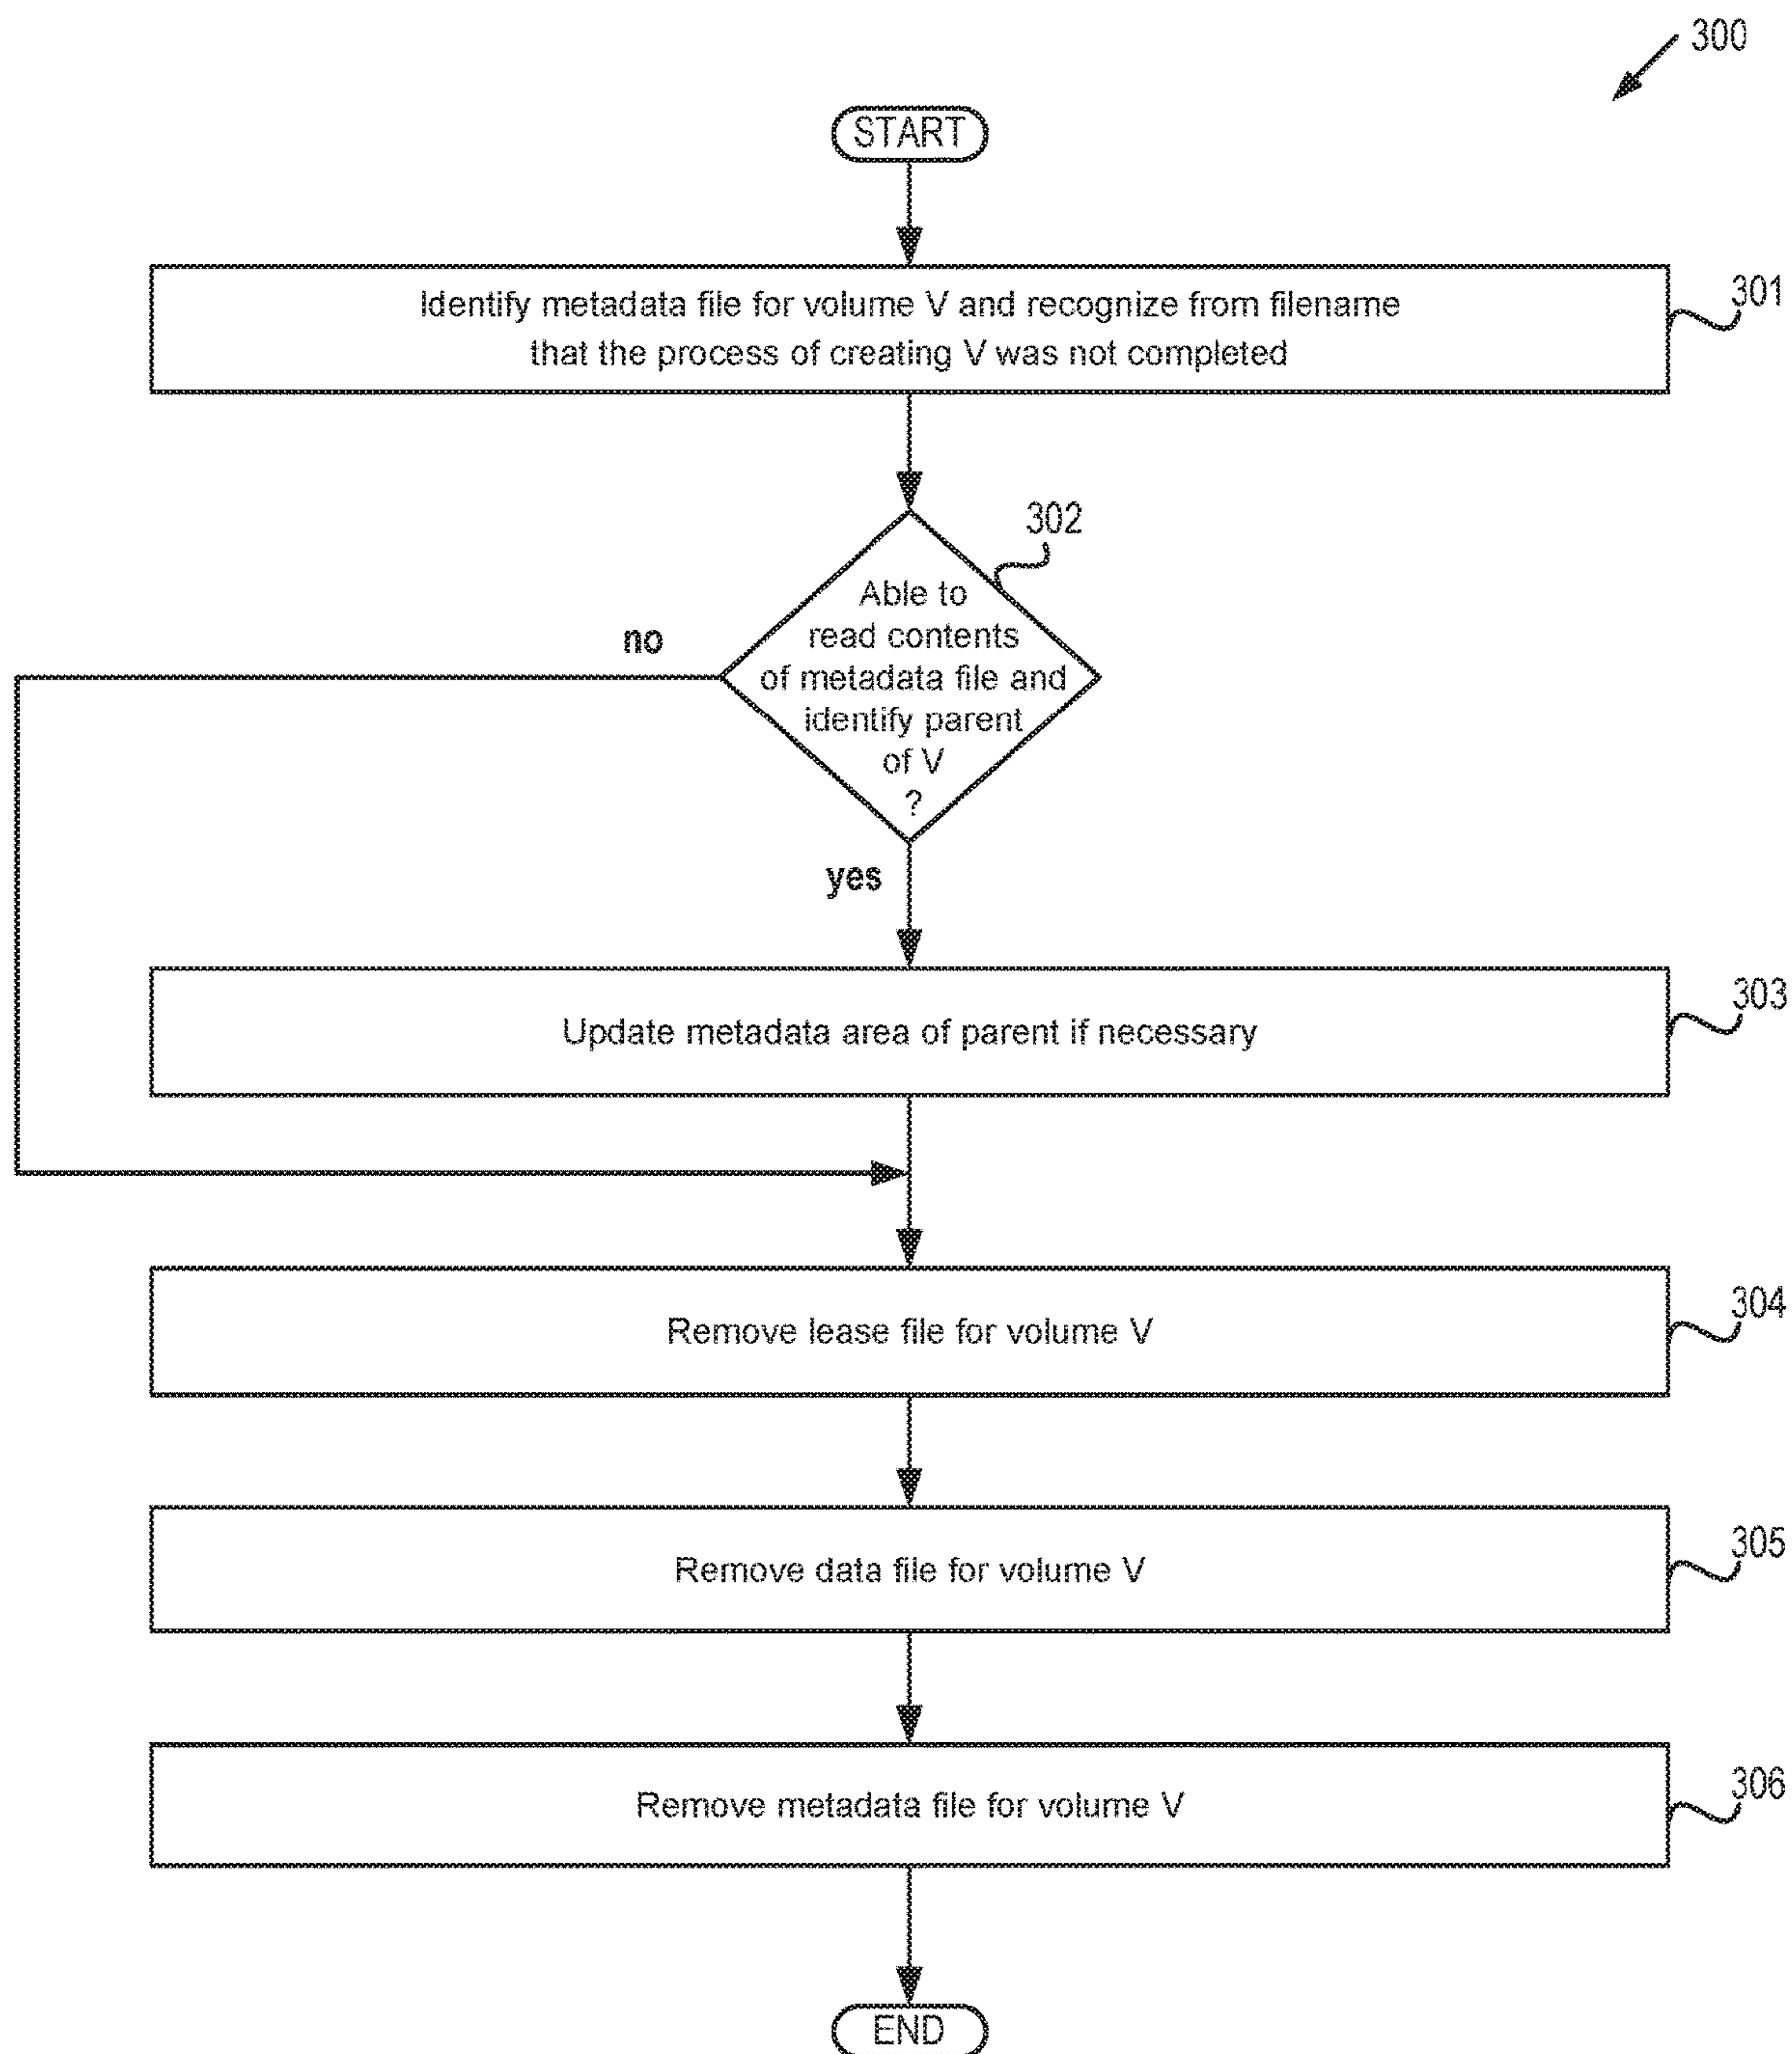 300
START
Identify metadata file for volume V and recognize from filename
that the process of creating V was not completed
301
302
Able to
read contents
of metadata file and
identify parent
of V
?
no
yes
Update metadata area of parent if necessary
303
Remove lease file for volume V
304
Remove data file for volume V
305
Remove metadata file for volume V
306
END